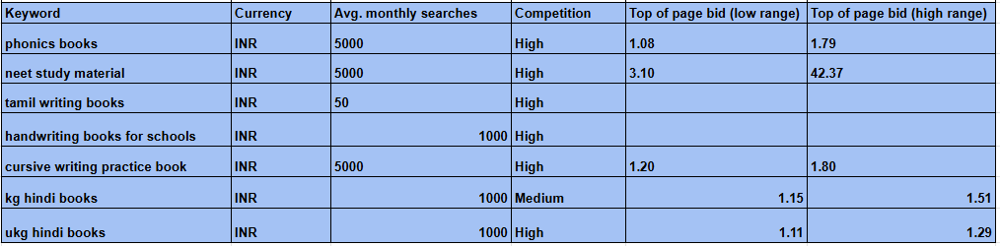 Keyword Currency Avg. monthly searches Competition Top of page bid (low range) Top of page bid (high range)
phonics books INR 5000 High 1.08 1.79
neet study material INR 5000 High 3.10 42.37
tamil writing books INR 50 High
handwriting books for schools INR 1000 High
cursive writing practice book INR 5000 High 1.20 1.80
kg hindi books INR 1000 Medium 1.15 1.51
ukg hindi books INR 1000 High 1.11 1.29